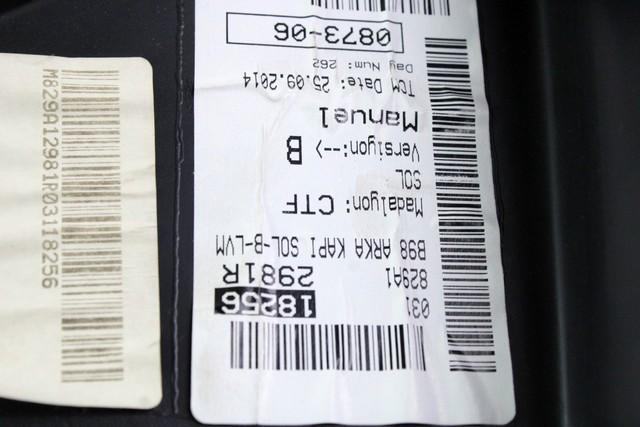 031 18256
829A1 2981R
B98 ARKA KAPI SOL-B-LVM
Madalyon: CTF
SOL
Versiyon:--> B
Manuel
TCM Date: 25.09.2014
Day Num: 262
0873-06
M829A12981R03118256